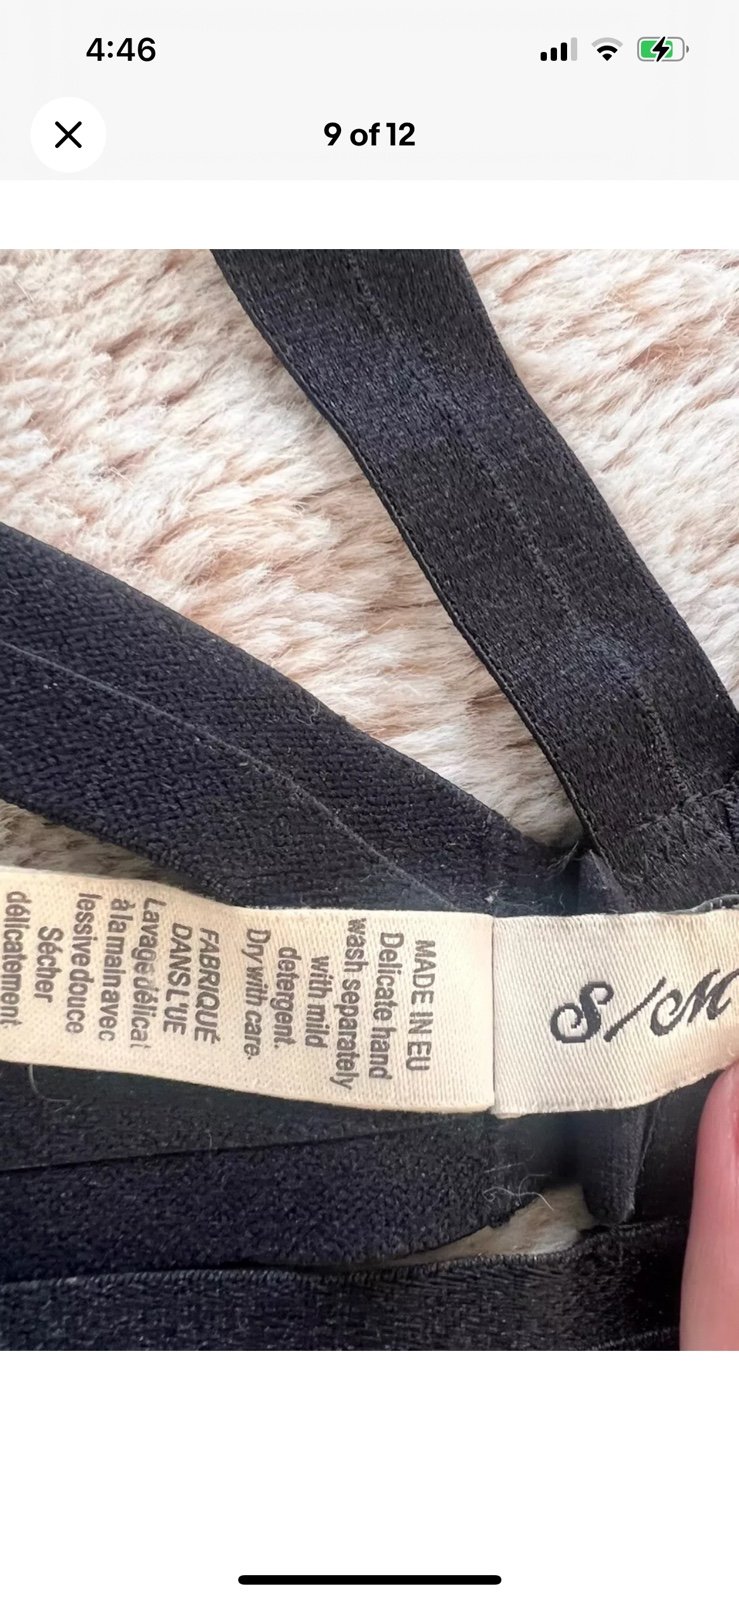 4:46
9 of 12
MADE IN EU
Delicate hand
wash separately
with mild
detergent.
Dry with care.
FABRIQUÉ
DANS L'UE
Lavage délicat
à la main avec
lessive douce
Sécher
délicatement
S/M